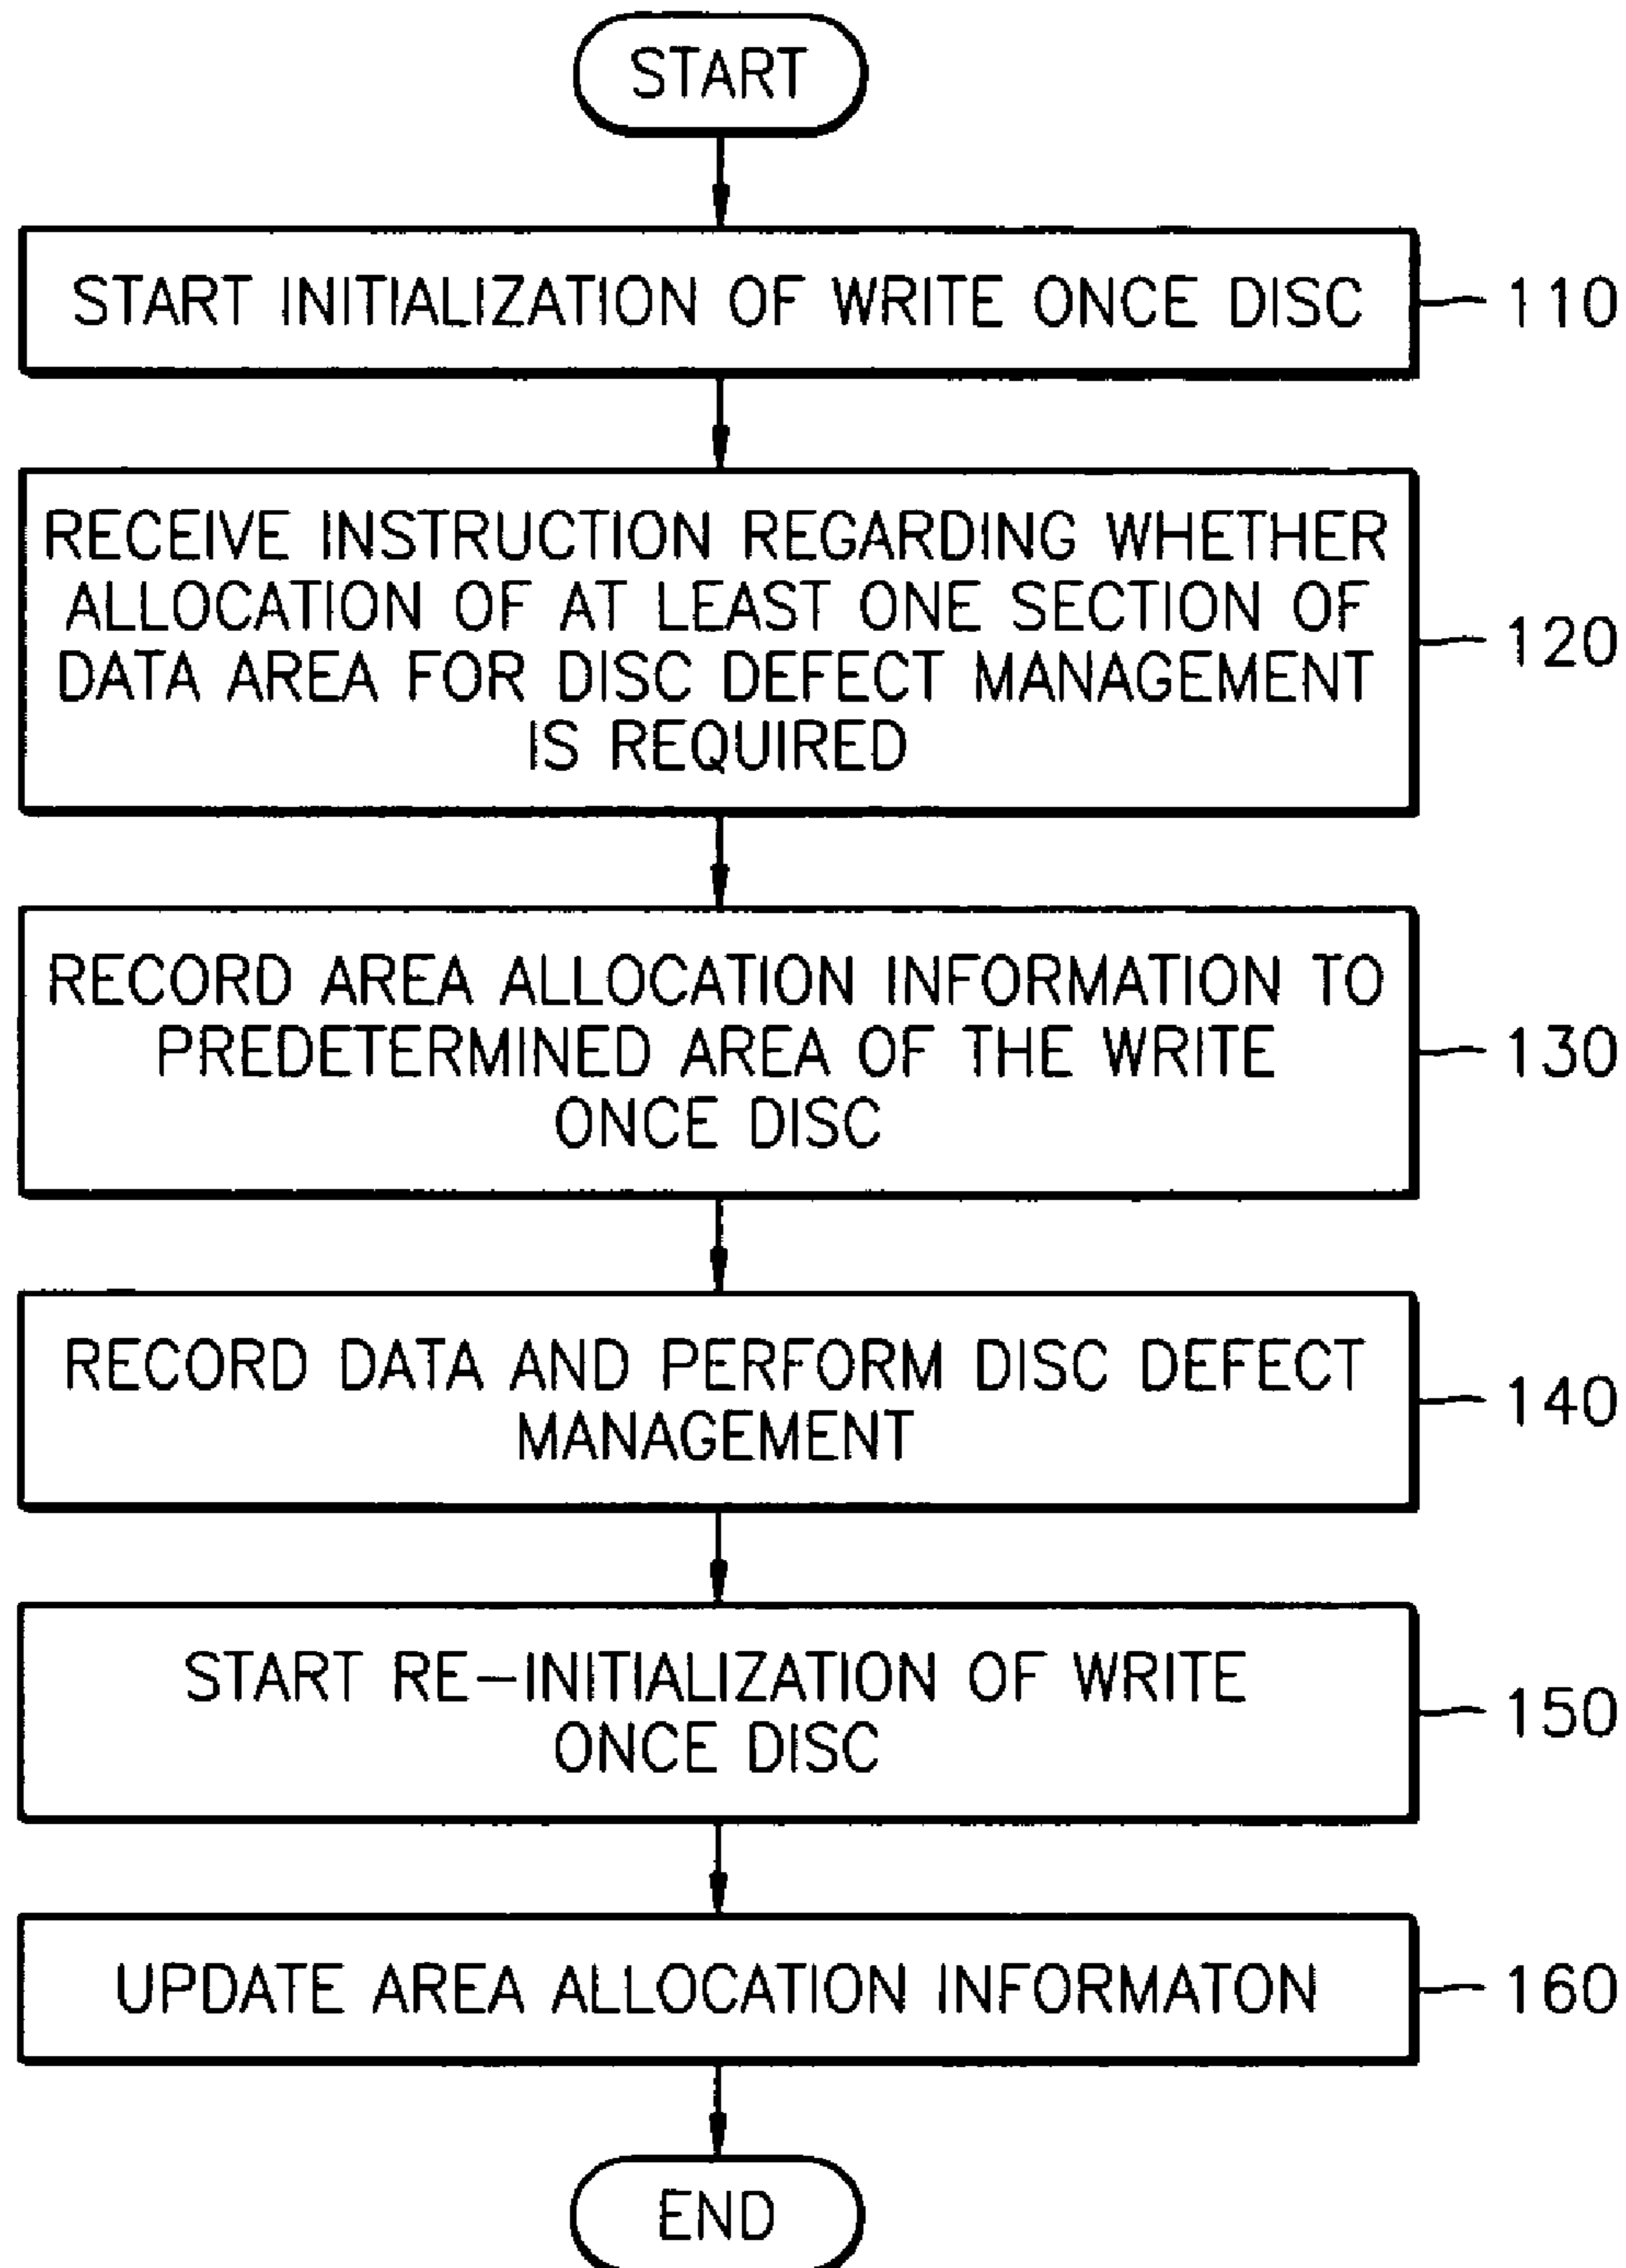 START
START INITIALIZATION OF WRITE ONCE DISC
110
RECEIVE INSTRUCTION REGARDING WHETHER
ALLOCATION OF AT LEAST ONE SECTION OF
DATA AREA FOR DISC DEFECT MANAGEMENT
IS REQUIRED
120
RECORD AREA ALLOCATION INFORMATION TO
PREDETERMINED AREA OF THE WRITE
ONCE DISC
130
RECORD DATA AND PERFORM DISC DEFECT
MANAGEMENT
140
START RE-INITIALIZATION OF WRITE
ONCE DISC
150
UPDATE AREA ALLOCATION INFORMATON
160
END